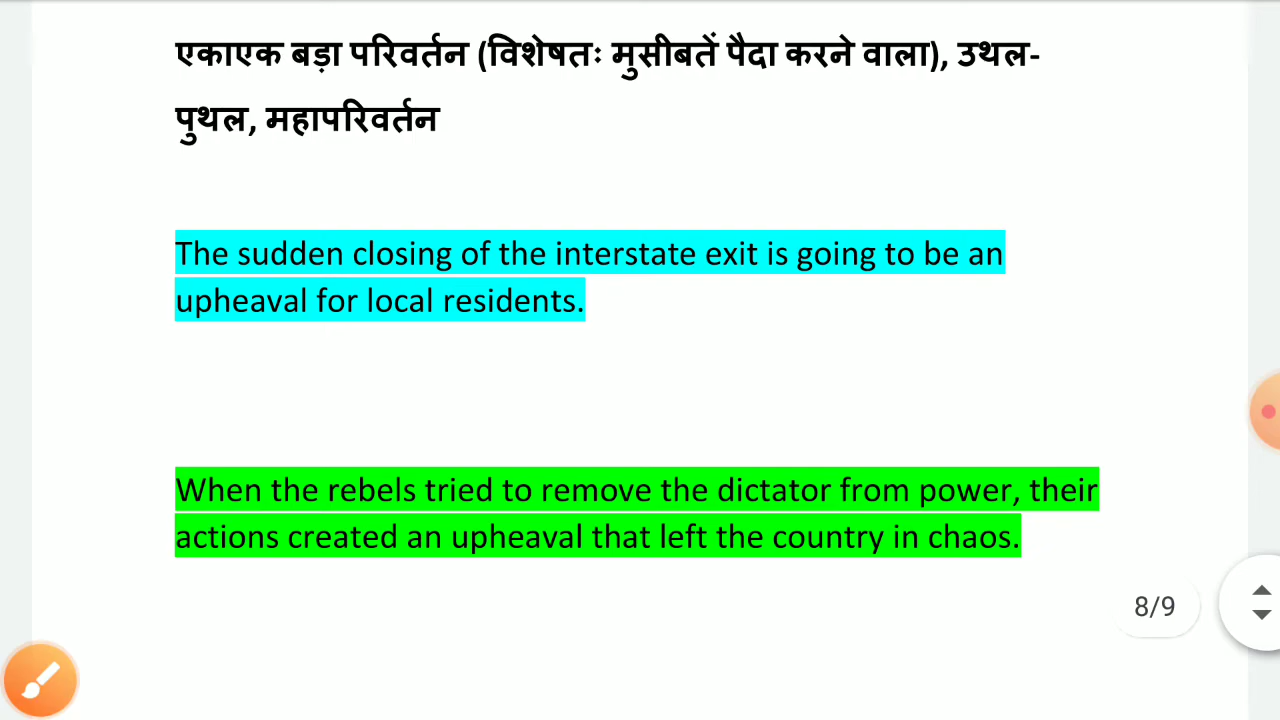 एकाएक बड़ा परिवर्तन (विशेषतः मुसीबतें पैदा करने वाला), उथल-
पुथल, महापरिवर्तन
The sudden closing of the interstate exit is going to be an
upheaval for local residents.
When the rebels tried to remove the dictator from power, their
actions created an upheaval that left the country in chaos.
8/9